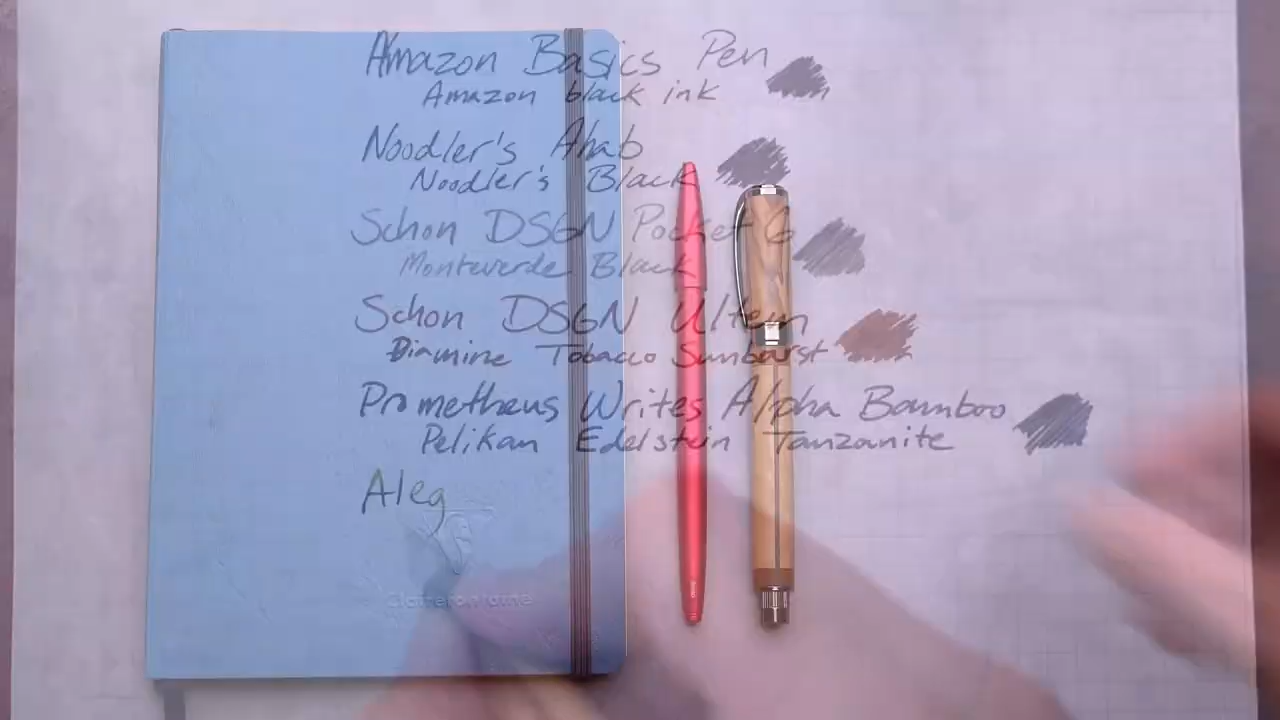 Amazon Basics Pen
Amazon black ink
Noodler's Ahab
Noodler's Black
Schon DSGN Pocket 6
Monteverde Black
Schon DSGN Ultem
Diamine Tobacco Sunburst
Prometheus Writes Alpha Bamboo
Pelikan Edelstein Tanzanite
Aleg
Clairefontaine